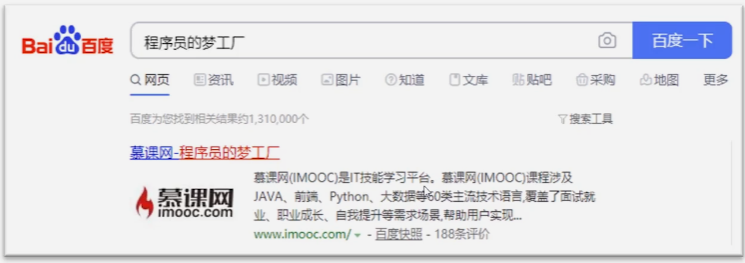 Bai du 百度
程序员的梦工厂
百度一下
网页 资讯 视频 图片 知道 文库 贴吧 采购 地图 更多
百度为您找到相关结果约1,310,000个
搜索工具
慕课网-程序员的梦工厂
慕课网(IMOOC)是IT技能学习平台。慕课网(IMOOC)课程涉及
JAVA、前端、Python、大数据等60类主流技术语言,覆盖了面试就
业、职业成长、自我提升等需求场景,帮助用户实现...
慕课网
imooc.com
www.imooc.com/ - 百度快照 - 188条评价